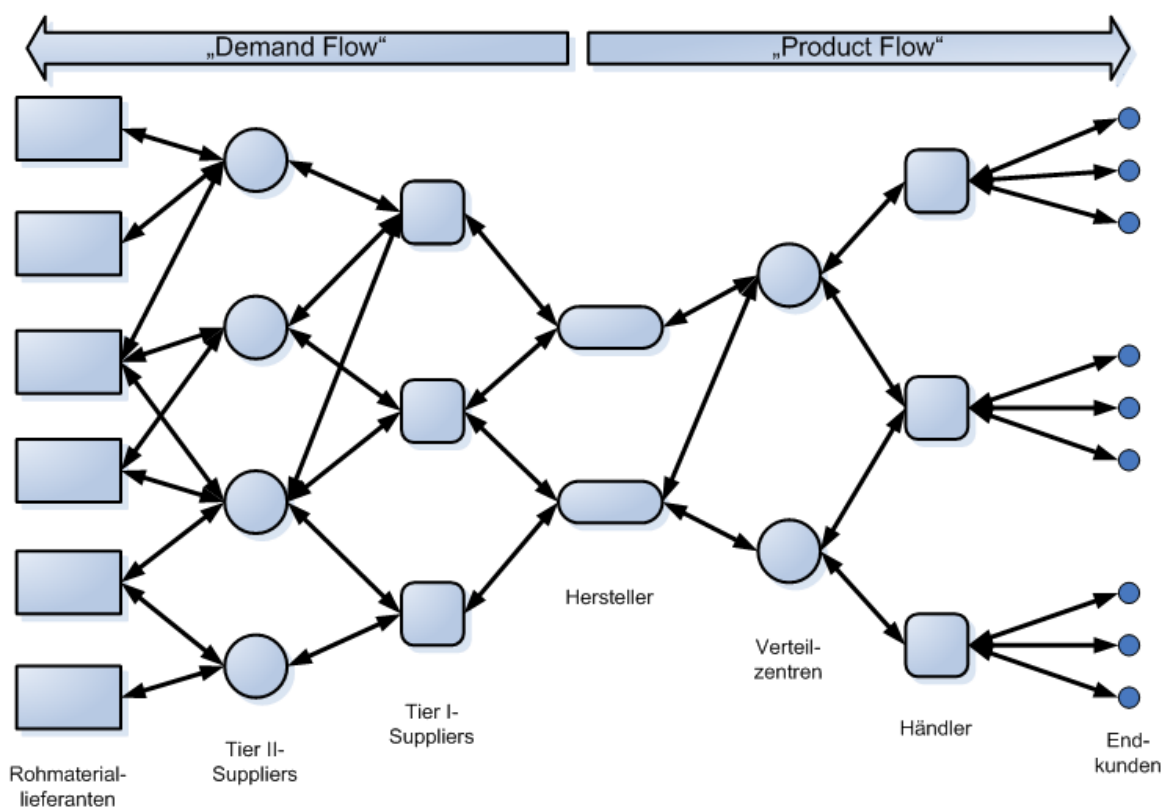 „Demand Flow“
„Product Flow“
Rohmaterial-
lieferanten
Tier II-
Suppliers
Tier I-
Suppliers
Hersteller
Verteil-
zentren
Händler
End-
kunden